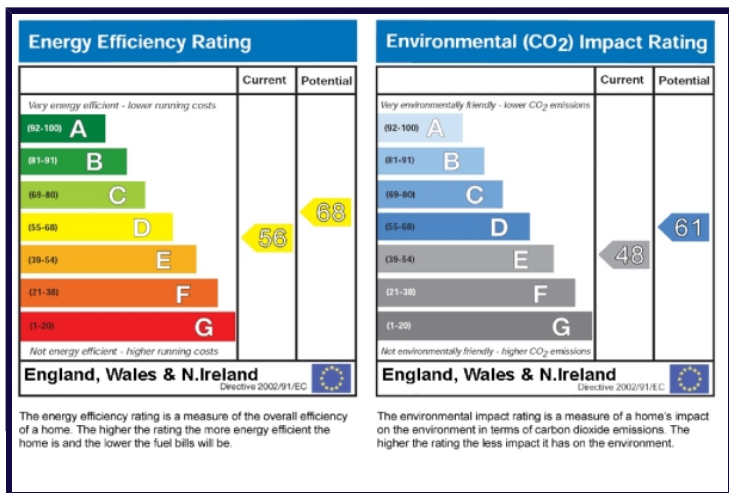 Energy Efficiency Rating
Current Potential
Very energy efficient - lower running costs
(92-100) A
(81-91) B
(69-80) C
(55-68) D
(39-54) E
(21-38) F
(1-20) G
56
68
Not energy efficient - higher running costs
England, Wales & N.Ireland
Directive 2002/91/EC
The energy efficiency rating is a measure of the overall efficiency
of a home. The higher the rating the more energy efficient the
home is and the lower the fuel bills will be.
Environmental (CO2) Impact Rating
Current Potential
Very environmentally friendly - lower CO2 emissions
(92-100) A
(81-91) B
(69-80) C
(55-68) D
(39-54) E
(21-38) F
(1-20) G
48
61
Not environmentally friendly - higher CO2 emissions
England, Wales & N.Ireland
Directive 2002/91/EC
The environmental impact rating is a measure of a home's impact
on the environment in terms of carbon dioxide emissions. The
higher the rating the less impact it has on the environment.